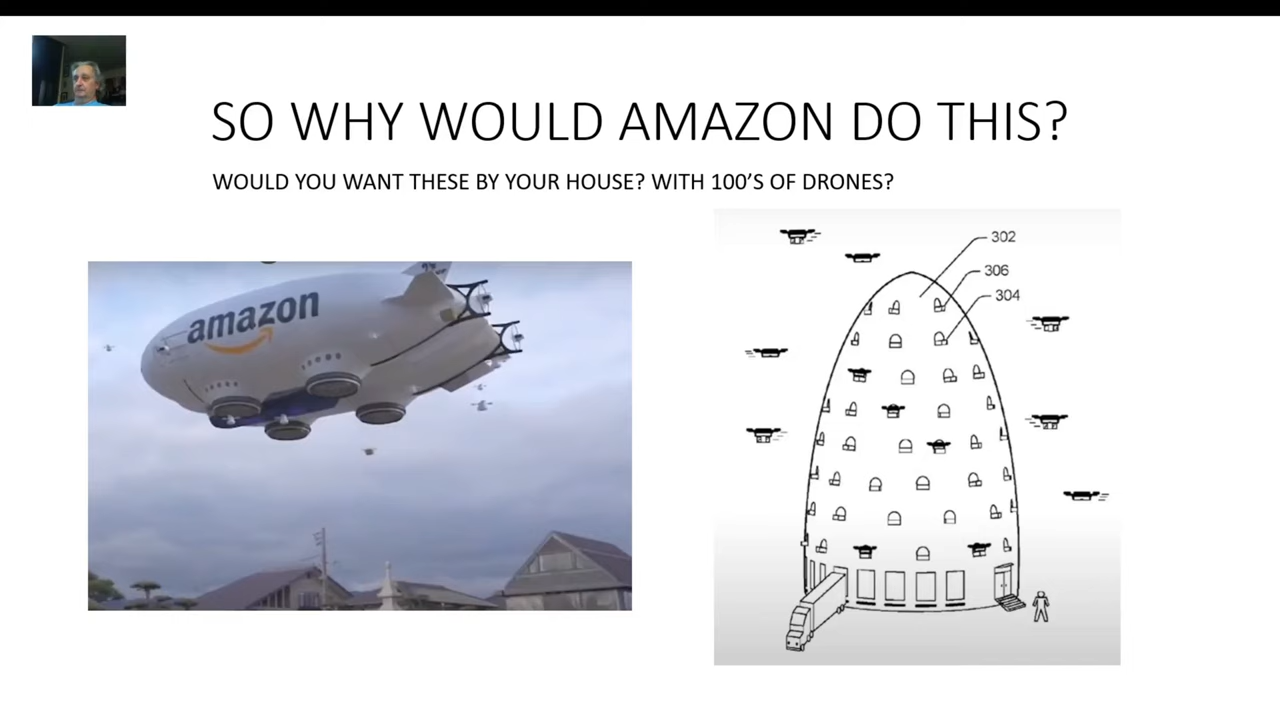 SO WHY WOULD AMAZON DO THIS?
WOULD YOU WANT THESE BY YOUR HOUSE? WITH 100'S OF DRONES?
amazon
302
306
304